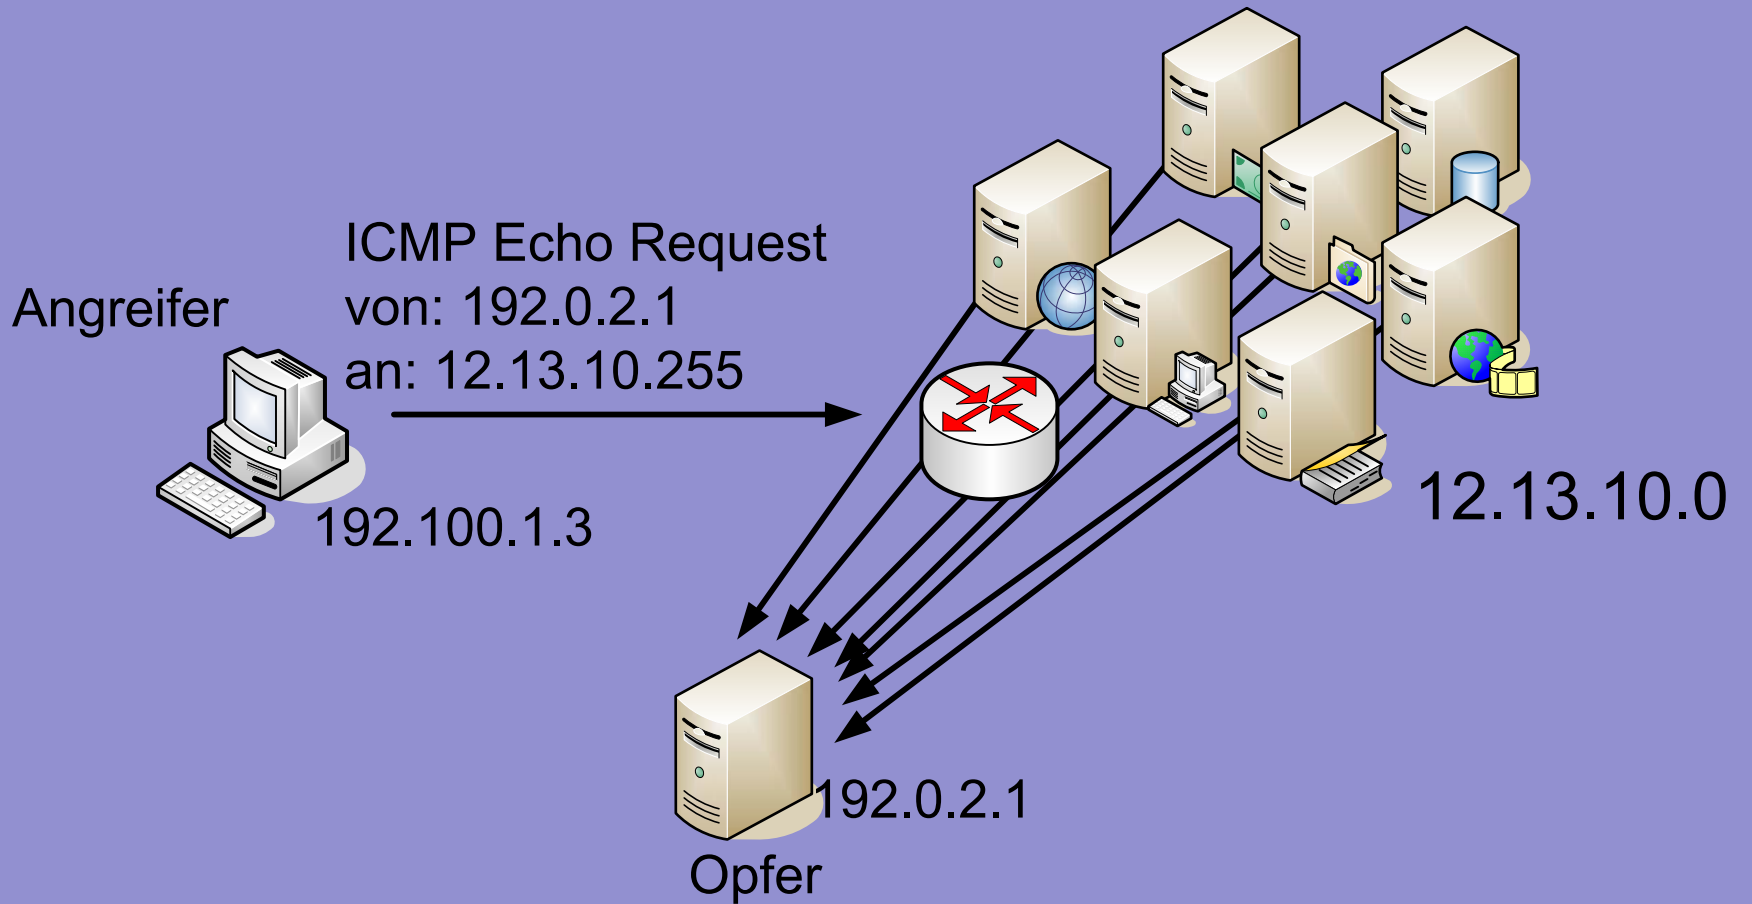 ICMP Echo Request
von: 192.0.2.1
an: 12.13.10.255
Angreifer
192.100.1.3
12.13.10.0
192.0.2.1
Opfer